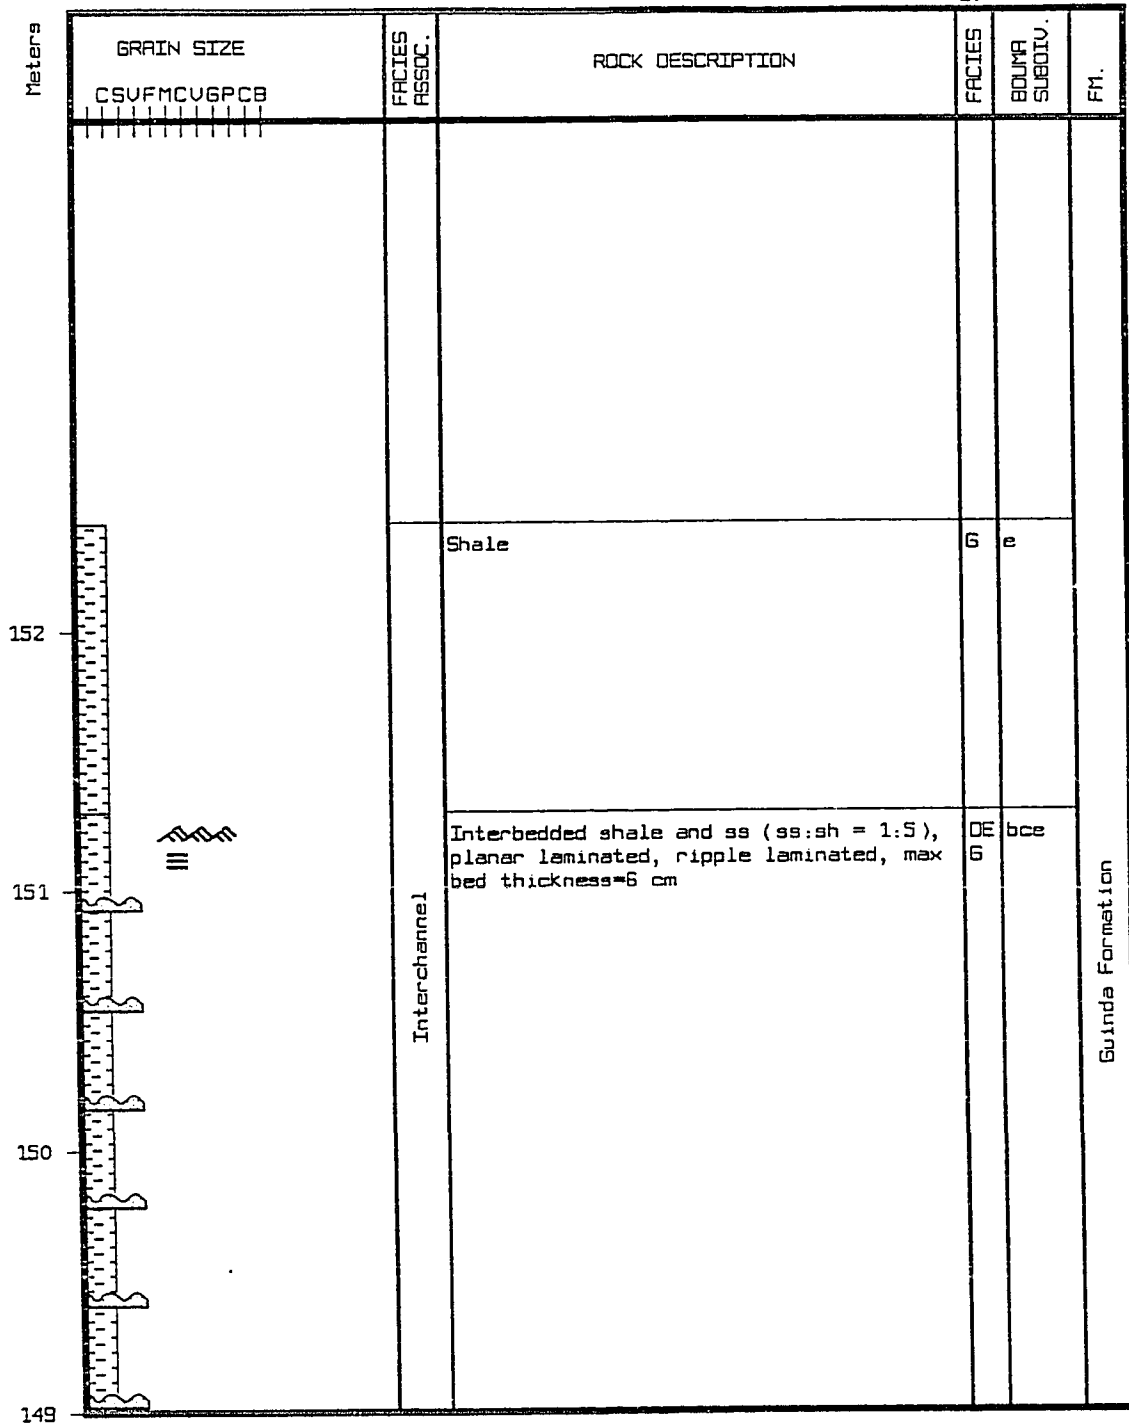 Meters
GRAIN SIZE
CSVFMCVGPCB
FACIES
ASSOC.
ROCK DESCRIPTION
FACIES
BOUMA
SUBDIV.
FM.
Shale
G
e
152
Interbedded shale and ss (ss:sh = 1:5),
planar laminated, ripple laminated, max
bed thickness=6 cm
DE
G
bce
151
Interchannel
Guinda Formation
150
149